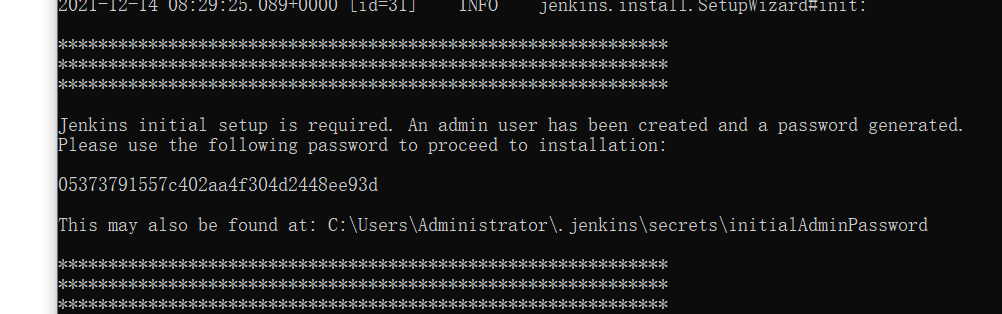 2021-12-14 08:29:25.089+0000 [id=31] INFO jenkins.install.SetupWizard#init:
*************************************************************
*************************************************************
*************************************************************
Jenkins initial setup is required. An admin user has been created and a password generated.
Please use the following password to proceed to installation:
05373791557c402aa4f304d2448ee93d
This may also be found at: C:\Users\Administrator\.jenkins\secrets\initialAdminPassword
*************************************************************
*************************************************************
*************************************************************